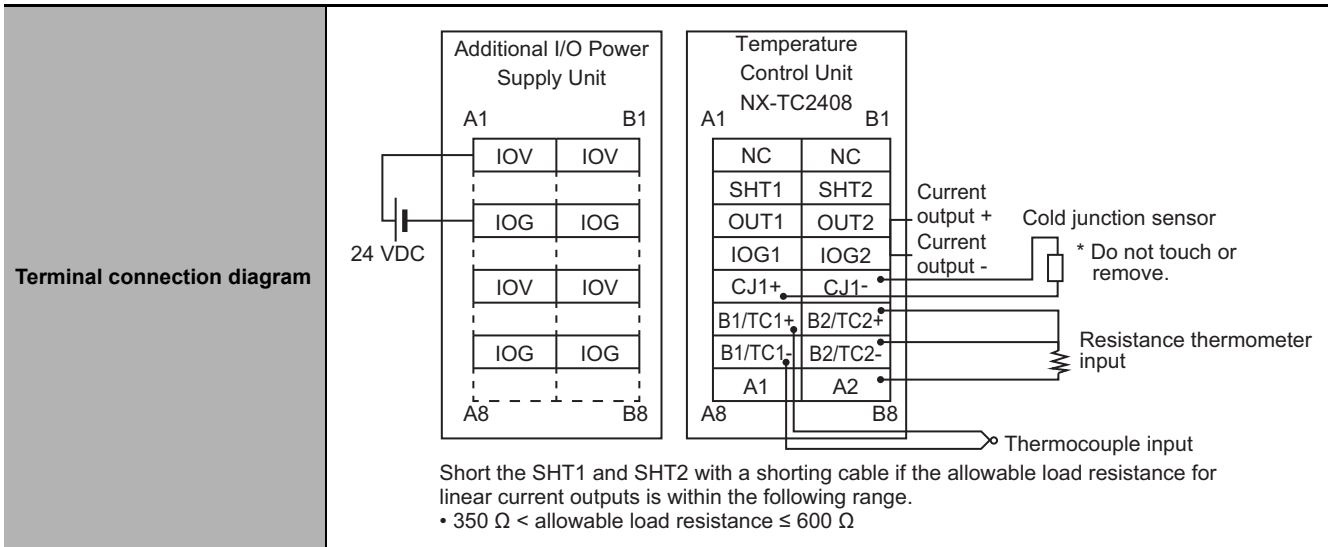 Terminal connection diagram
Additional I/O Power
Supply Unit
A1 B1
IOV IOV
IOG IOG
IOV IOV
IOG IOG
A8 B8
24 VDC
Temperature
Control Unit
NX-TC2408
A1 B1
NC NC
SHT1 SHT2
OUT1 OUT2
IOG1 IOG2
CJ1+ CJ1-
B1/TC1+ B2/TC2+
B1/TC1- B2/TC2-
A1 A2
A8 B8
Current
output +
Current
output -
Cold junction sensor
* Do not touch or
remove.
Resistance thermometer
input
Thermocouple input
Short the SHT1 and SHT2 with a shorting cable if the allowable load resistance for
linear current outputs is within the following range.
• 350 Ω < allowable load resistance ≤ 600 Ω